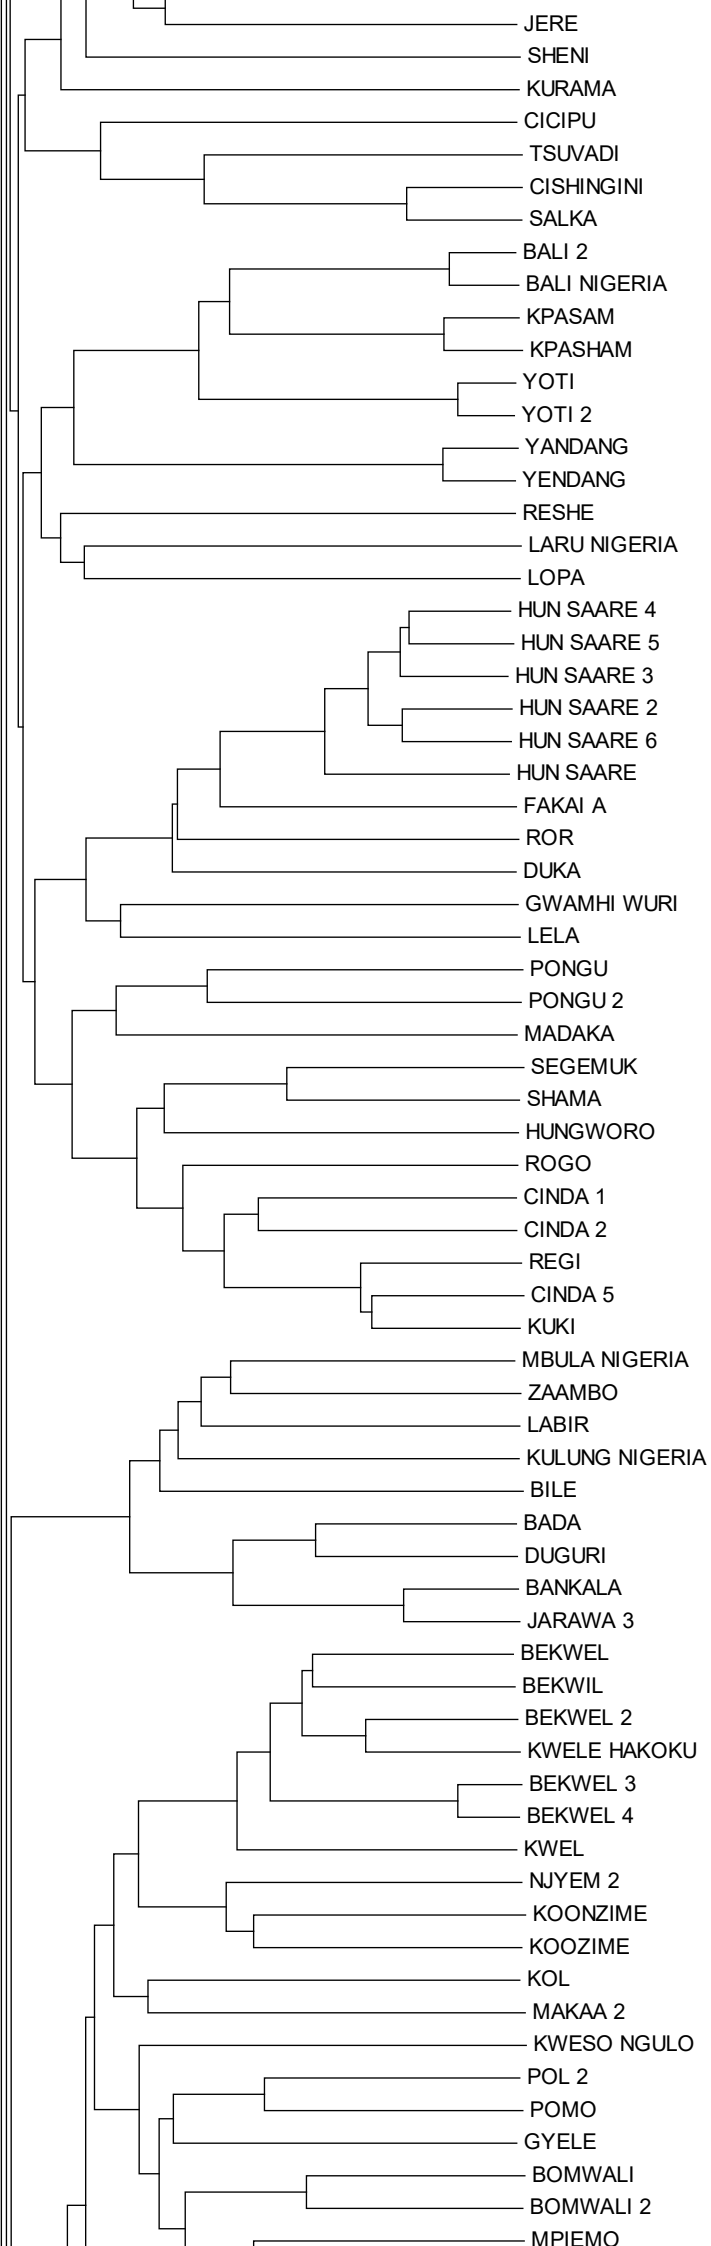 JERE
SHENI
KURAMA
CICIPU
TSUVADI
CISHINGINI
SALKA
BALI 2
BALI NIGERIA
KPASAM
KPASHAM
YOTI
YOTI 2
YANDANG
YENDANG
RESHE
LARU NIGERIA
LOPA
HUN SAARE 4
HUN SAARE 5
HUN SAARE 3
HUN SAARE 2
HUN SAARE 6
HUN SAARE
FAKAI A
ROR
DUKA
GWAMHI WURI
LELA
PONGU
PONGU 2
MADAKA
SEGEMUK
SHAMA
HUNGWORO
ROGO
CINDA 1
CINDA 2
REGI
CINDA 5
KUKI
MBULA NIGERIA
ZAAMBO
LABIR
KULUNG NIGERIA
BILE
BADA
DUGURI
BANKALA
JARAWA 3
BEKWEL
BEKWIL
BEKWEL 2
KWELE HAKOKU
BEKWEL 3
BEKWEL 4
KWEL
NJYEM 2
KOONZIME
KOOZIME
KOL
MAKAA 2
KWESO NGULO
POL 2
POMO
GYELE
BOMWALI
BOMWALI 2
MPIEMO